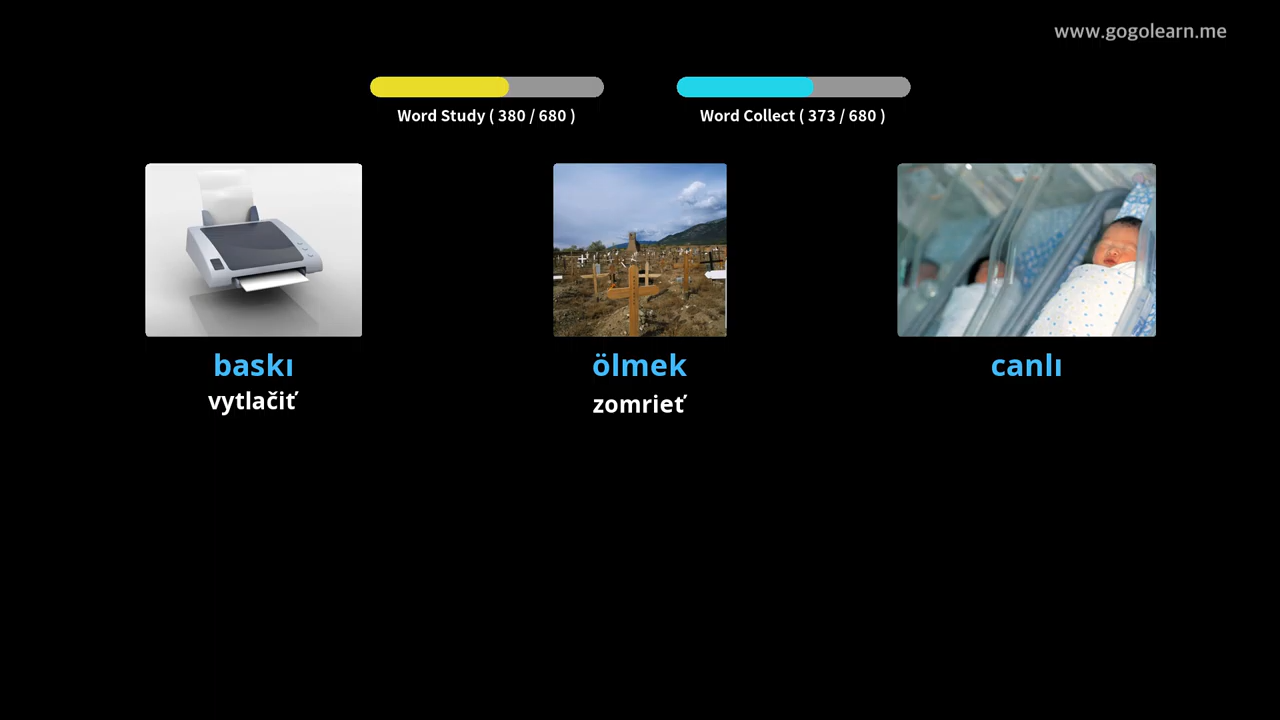 www.gogolearn.me
Word Study ( 380 / 680 )
Word Collect ( 373 / 680 )
baskı
ölmek
canlı
vytlačiť
zomrieť